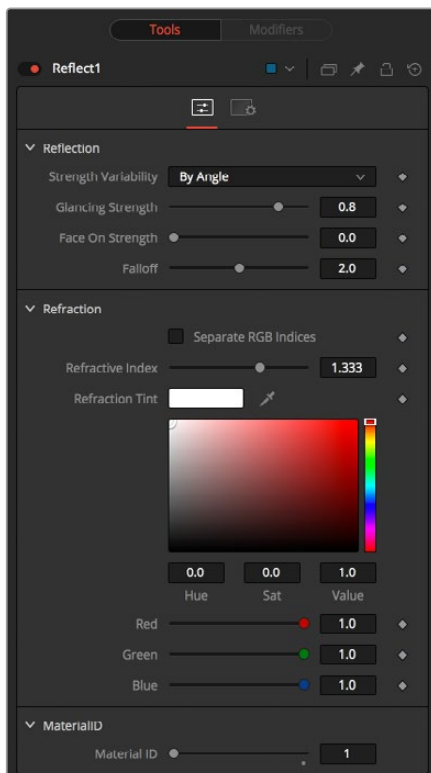 Tools Modifiers
Reflect1
Reflection
Strength Variability By Angle
Glancing Strength 0.8
Face On Strength 0.0
Falloff 2.0
Refraction
Separate RGB Indices
Refractive Index 1.333
Refraction Tint
0.0 0.0 1.0
Hue Sat Value
Red 1.0
Green 1.0
Blue 1.0
MaterialID
Material ID 1